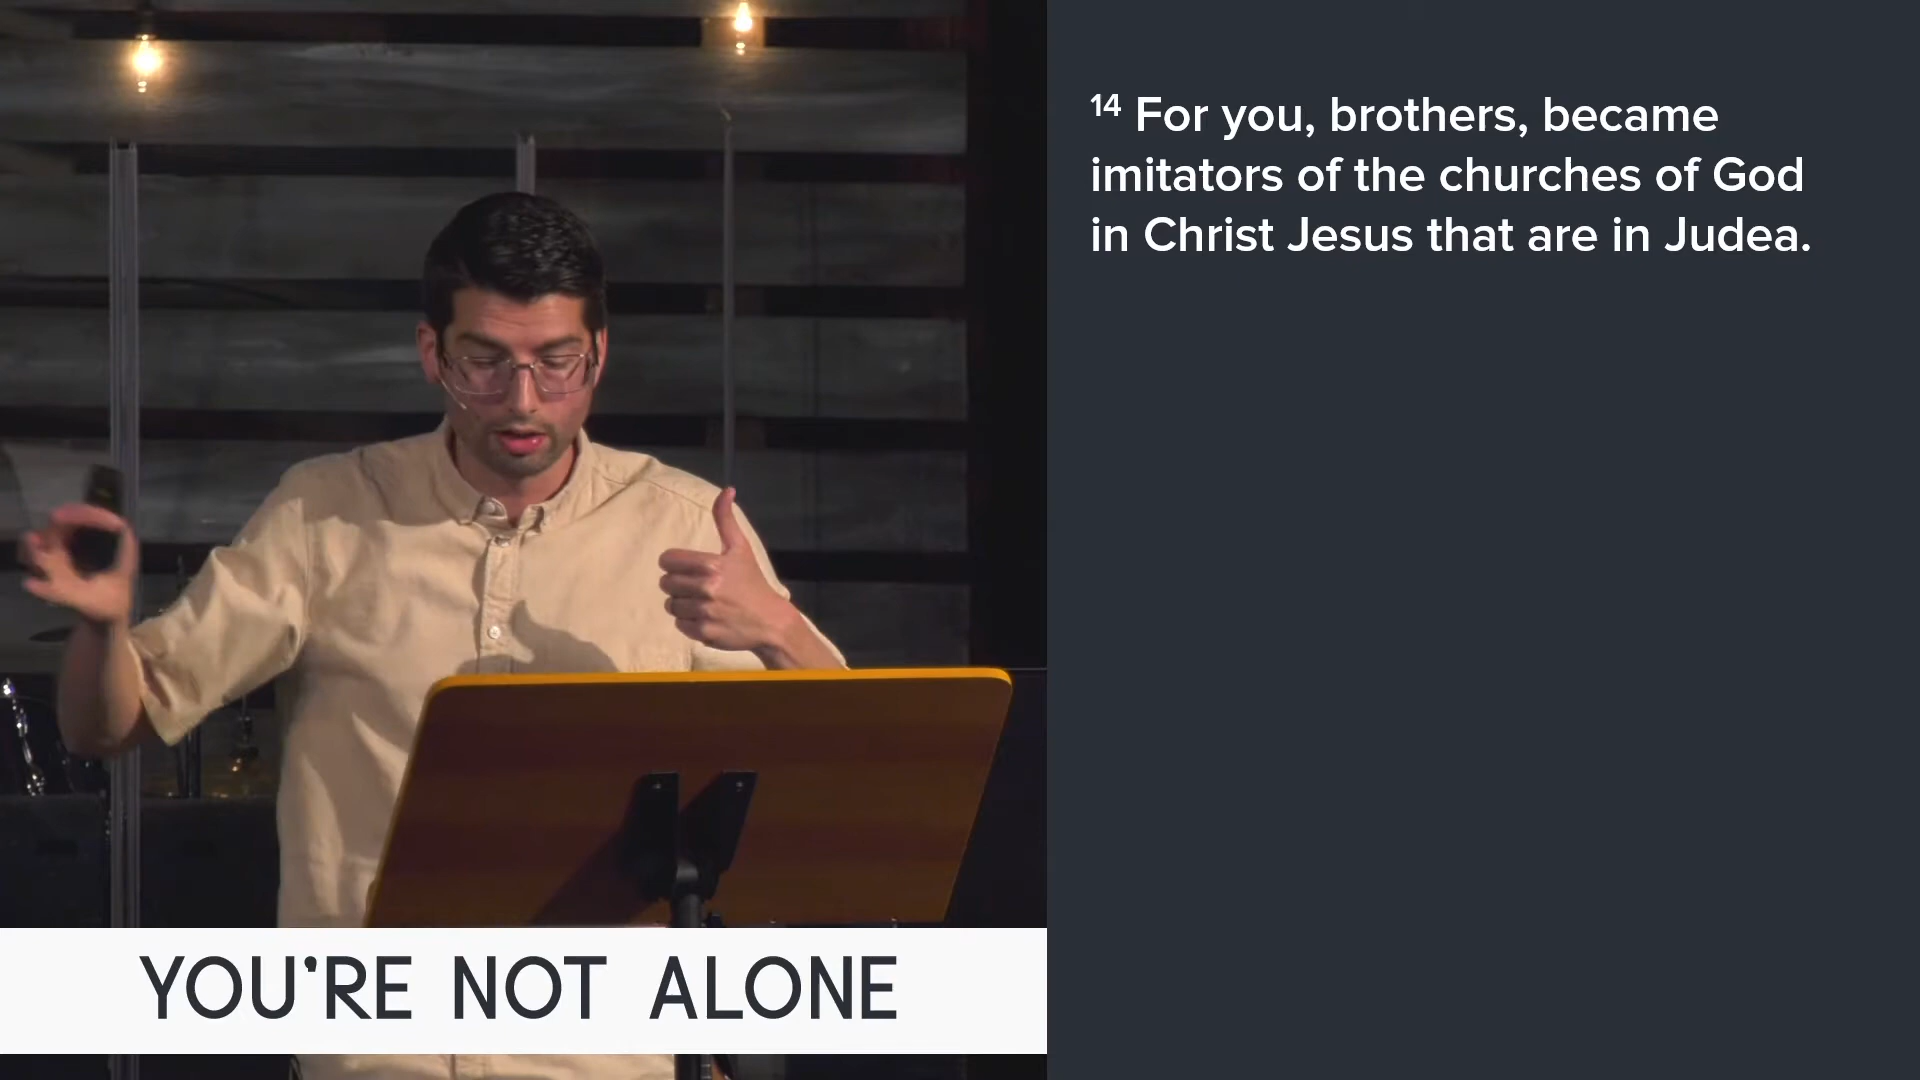 14 For you, brothers, became
imitators of the churches of God
in Christ Jesus that are in Judea.
YOU'RE NOT ALONE